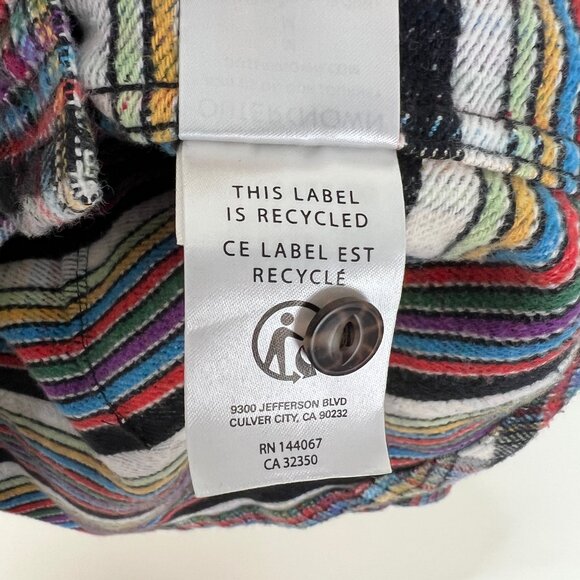 THIS LABEL
IS RECYCLED
CE LABEL EST
RECYCLÉ
9300 JEFFERSON BLVD
CULVER CITY, CA 90232
RN 144067
CA 32350